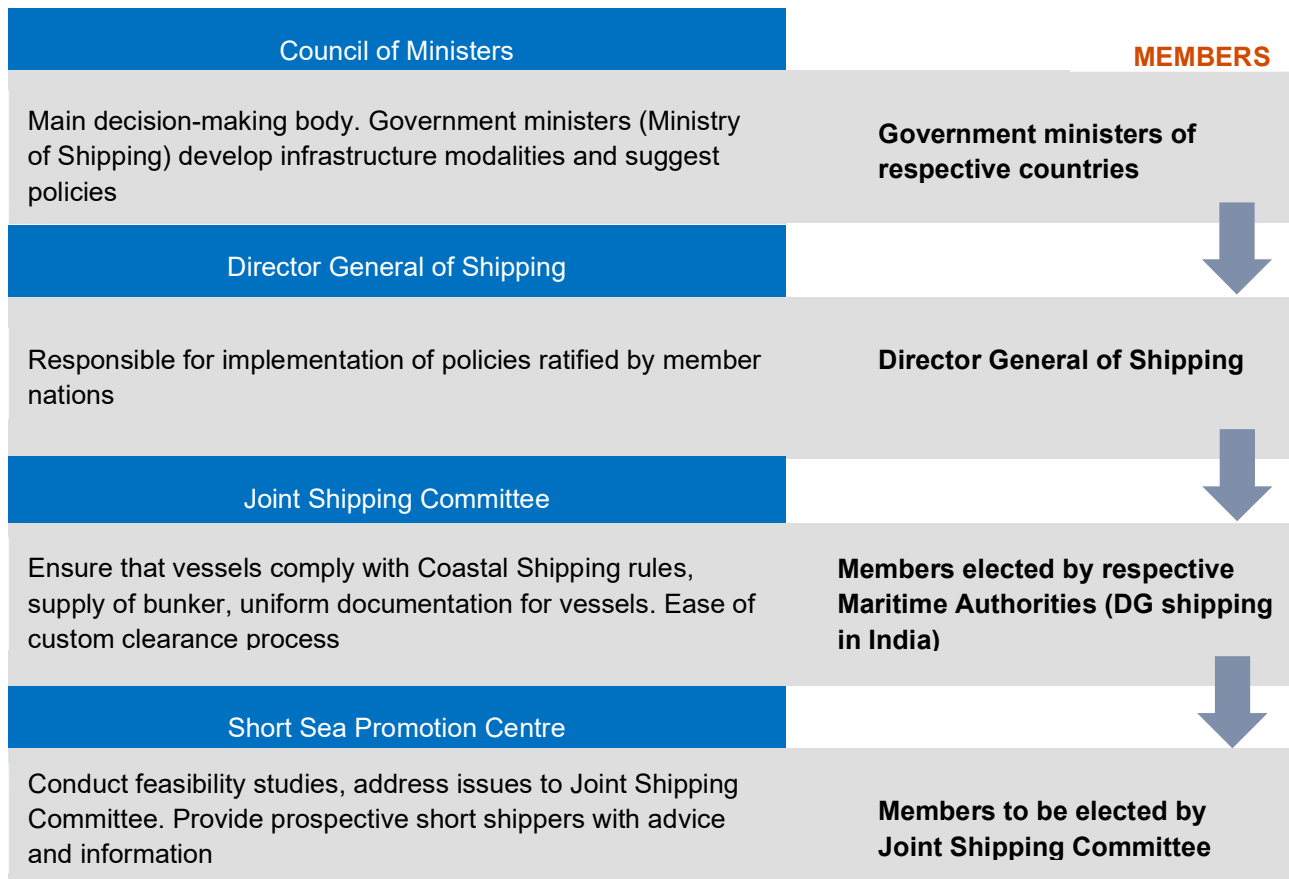 Council of Ministers
MEMBERS
Main decision-making body. Government ministers (Ministry
of Shipping) develop infrastructure modalities and suggest
policies
Government ministers of
respective countries
Director General of Shipping
Responsible for implementation of policies ratified by member
nations
Director General of Shipping
Joint Shipping Committee
Ensure that vessels comply with Coastal Shipping rules,
supply of bunker, uniform documentation for vessels. Ease of
custom clearance process
Members elected by respective
Maritime Authorities (DG shipping
in India)
Short Sea Promotion Centre
Conduct feasibility studies, address issues to Joint Shipping
Committee. Provide prospective short shippers with advice
and information
Members to be elected by
Joint Shipping Committee